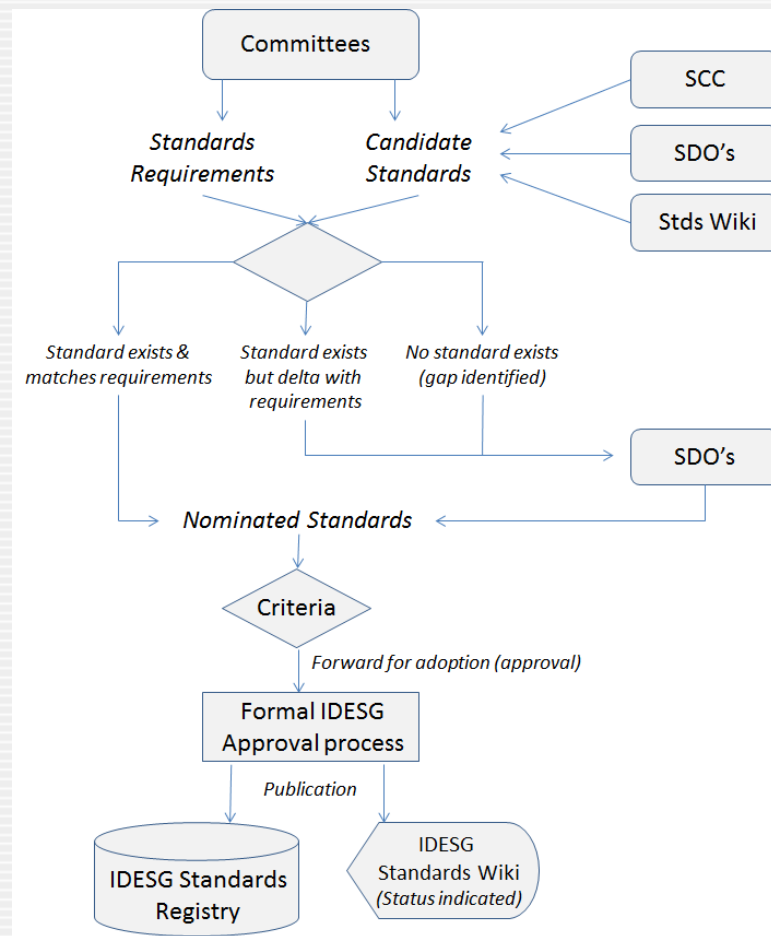 Committees
SCC
Standards
Requirements
Candidate
Standards
SDO's
Stds Wiki
Standard exists &
matches requirements
Standard exists
but delta with
requirements
No standard exists
(gap identified)
SDO's
Nominated Standards
Criteria
Forward for adoption (approval)
Formal IDESG
Approval process
Publication
IDESG Standards
Registry
IDESG
Standards Wiki
(Status indicated)